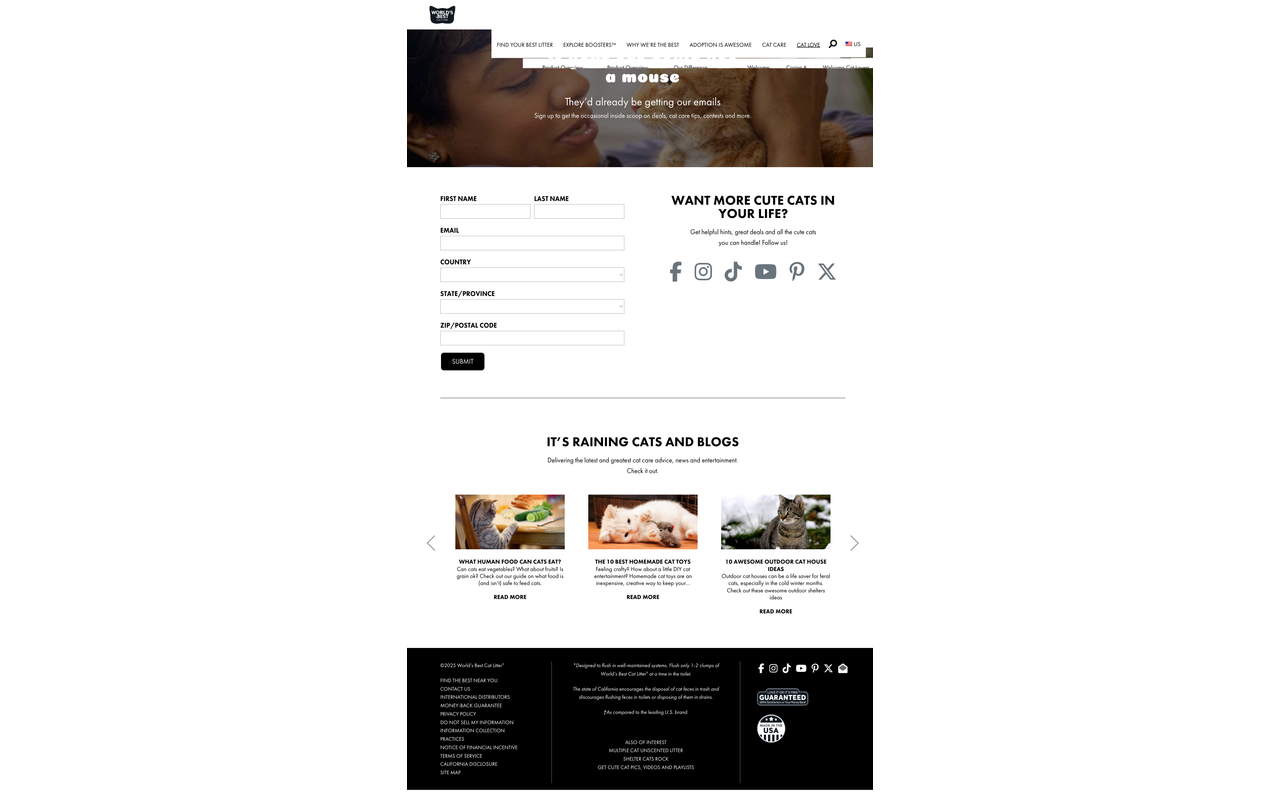 WORLD'S
BEST
FIND YOUR BEST LITTER
EXPLORE BOOSTERS™
WHY WE'RE THE BEST
ADOPTION IS AWESOME
CAT CARE
CAT LOVE
US
a mouse
They'd already be getting our emails
Sign up to get the occasional inside scoop on deals, cat care tips, contests and more.
FIRST NAME
LAST NAME
EMAIL
COUNTRY
STATE/PROVINCE
ZIP/POSTAL CODE
SUBMIT
WANT MORE CUTE CATS IN
YOUR LIFE?
Get helpful hints, great deals and all the cute cats
you can handle! Follow us!
IT'S RAINING CATS AND BLOGS
Delivering the latest and greatest cat care advice, news and entertainment.
Check it out.
WHAT HUMAN FOOD CAN CATS EAT?
Can cats eat vegetables? What about fruits? Is
grain ok? Check out our guide on what food is
(and isn't) safe to feed cats.
READ MORE
THE 10 BEST HOMEMADE CAT TOYS
Feeling crafty? How about a little DIY cat
entertainment? Homemade cat toys are an
inexpensive, creative way to keep your...
READ MORE
10 AWESOME OUTDOOR CAT HOUSE
IDEAS
Outdoor cat houses can be a life saver for feral
cats, especially in the cold winter months.
Check out these awesome outdoor shelters
ideas
READ MORE
©2025 World's Best Cat Litter®
FIND THE BEST NEAR YOU
CONTACT US
INTERNATIONAL DISTRIBUTORS
MONEY-BACK GUARANTEE
PRIVACY POLICY
DO NOT SELL MY INFORMATION
INFORMATION COLLECTION
PRACTICES
NOTICE OF FINANCIAL INCENTIVE
TERMS OF SERVICE
CALIFORNIA DISCLOSURE
SITE MAP
*Designed to flush in well-maintained systems. Flush only 1-2 clumps of
World's Best Cat Litter® at a time in the toilet
The state of California encourages the disposal of cat feces in trash and
discourages flushing feces in toilets or disposing of them in drains.
†As compared to the leading U.S. brand.
ALSO OF INTEREST
MULTIPLE CAT UNSCENTED LITTER
SHELTER CATS ROCK
GET CUTE CAT PICS, VIDEOS AND PLAYLISTS
LOVE IT OR IT'S FREE
GUARANTEED
100% Satisfaction or Your Money Back!
MADE IN THE
USA